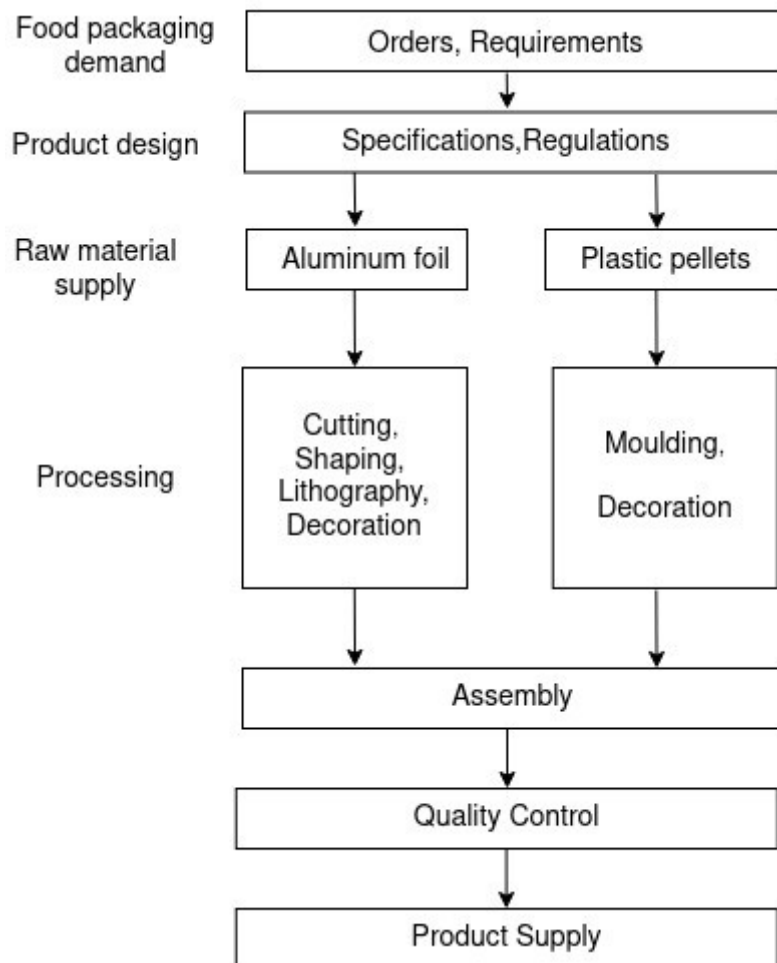 Food packaging
demand
Orders, Requirements
Product design
Specifications,Regulations
Raw material
supply
Aluminum foil
Plastic pellets
Processing
Cutting,
Shaping,
Lithography,
Decoration
Moulding,
Decoration
Assembly
Quality Control
Product Supply